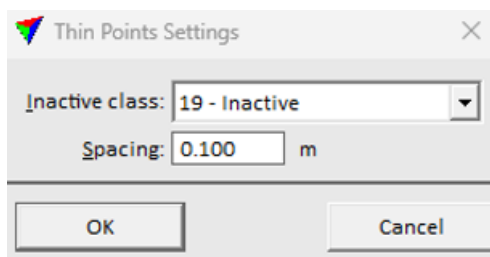 Thin Points Settings
Inactive class: 19 - Inactive
Spacing: 0.100 m
OK Cancel